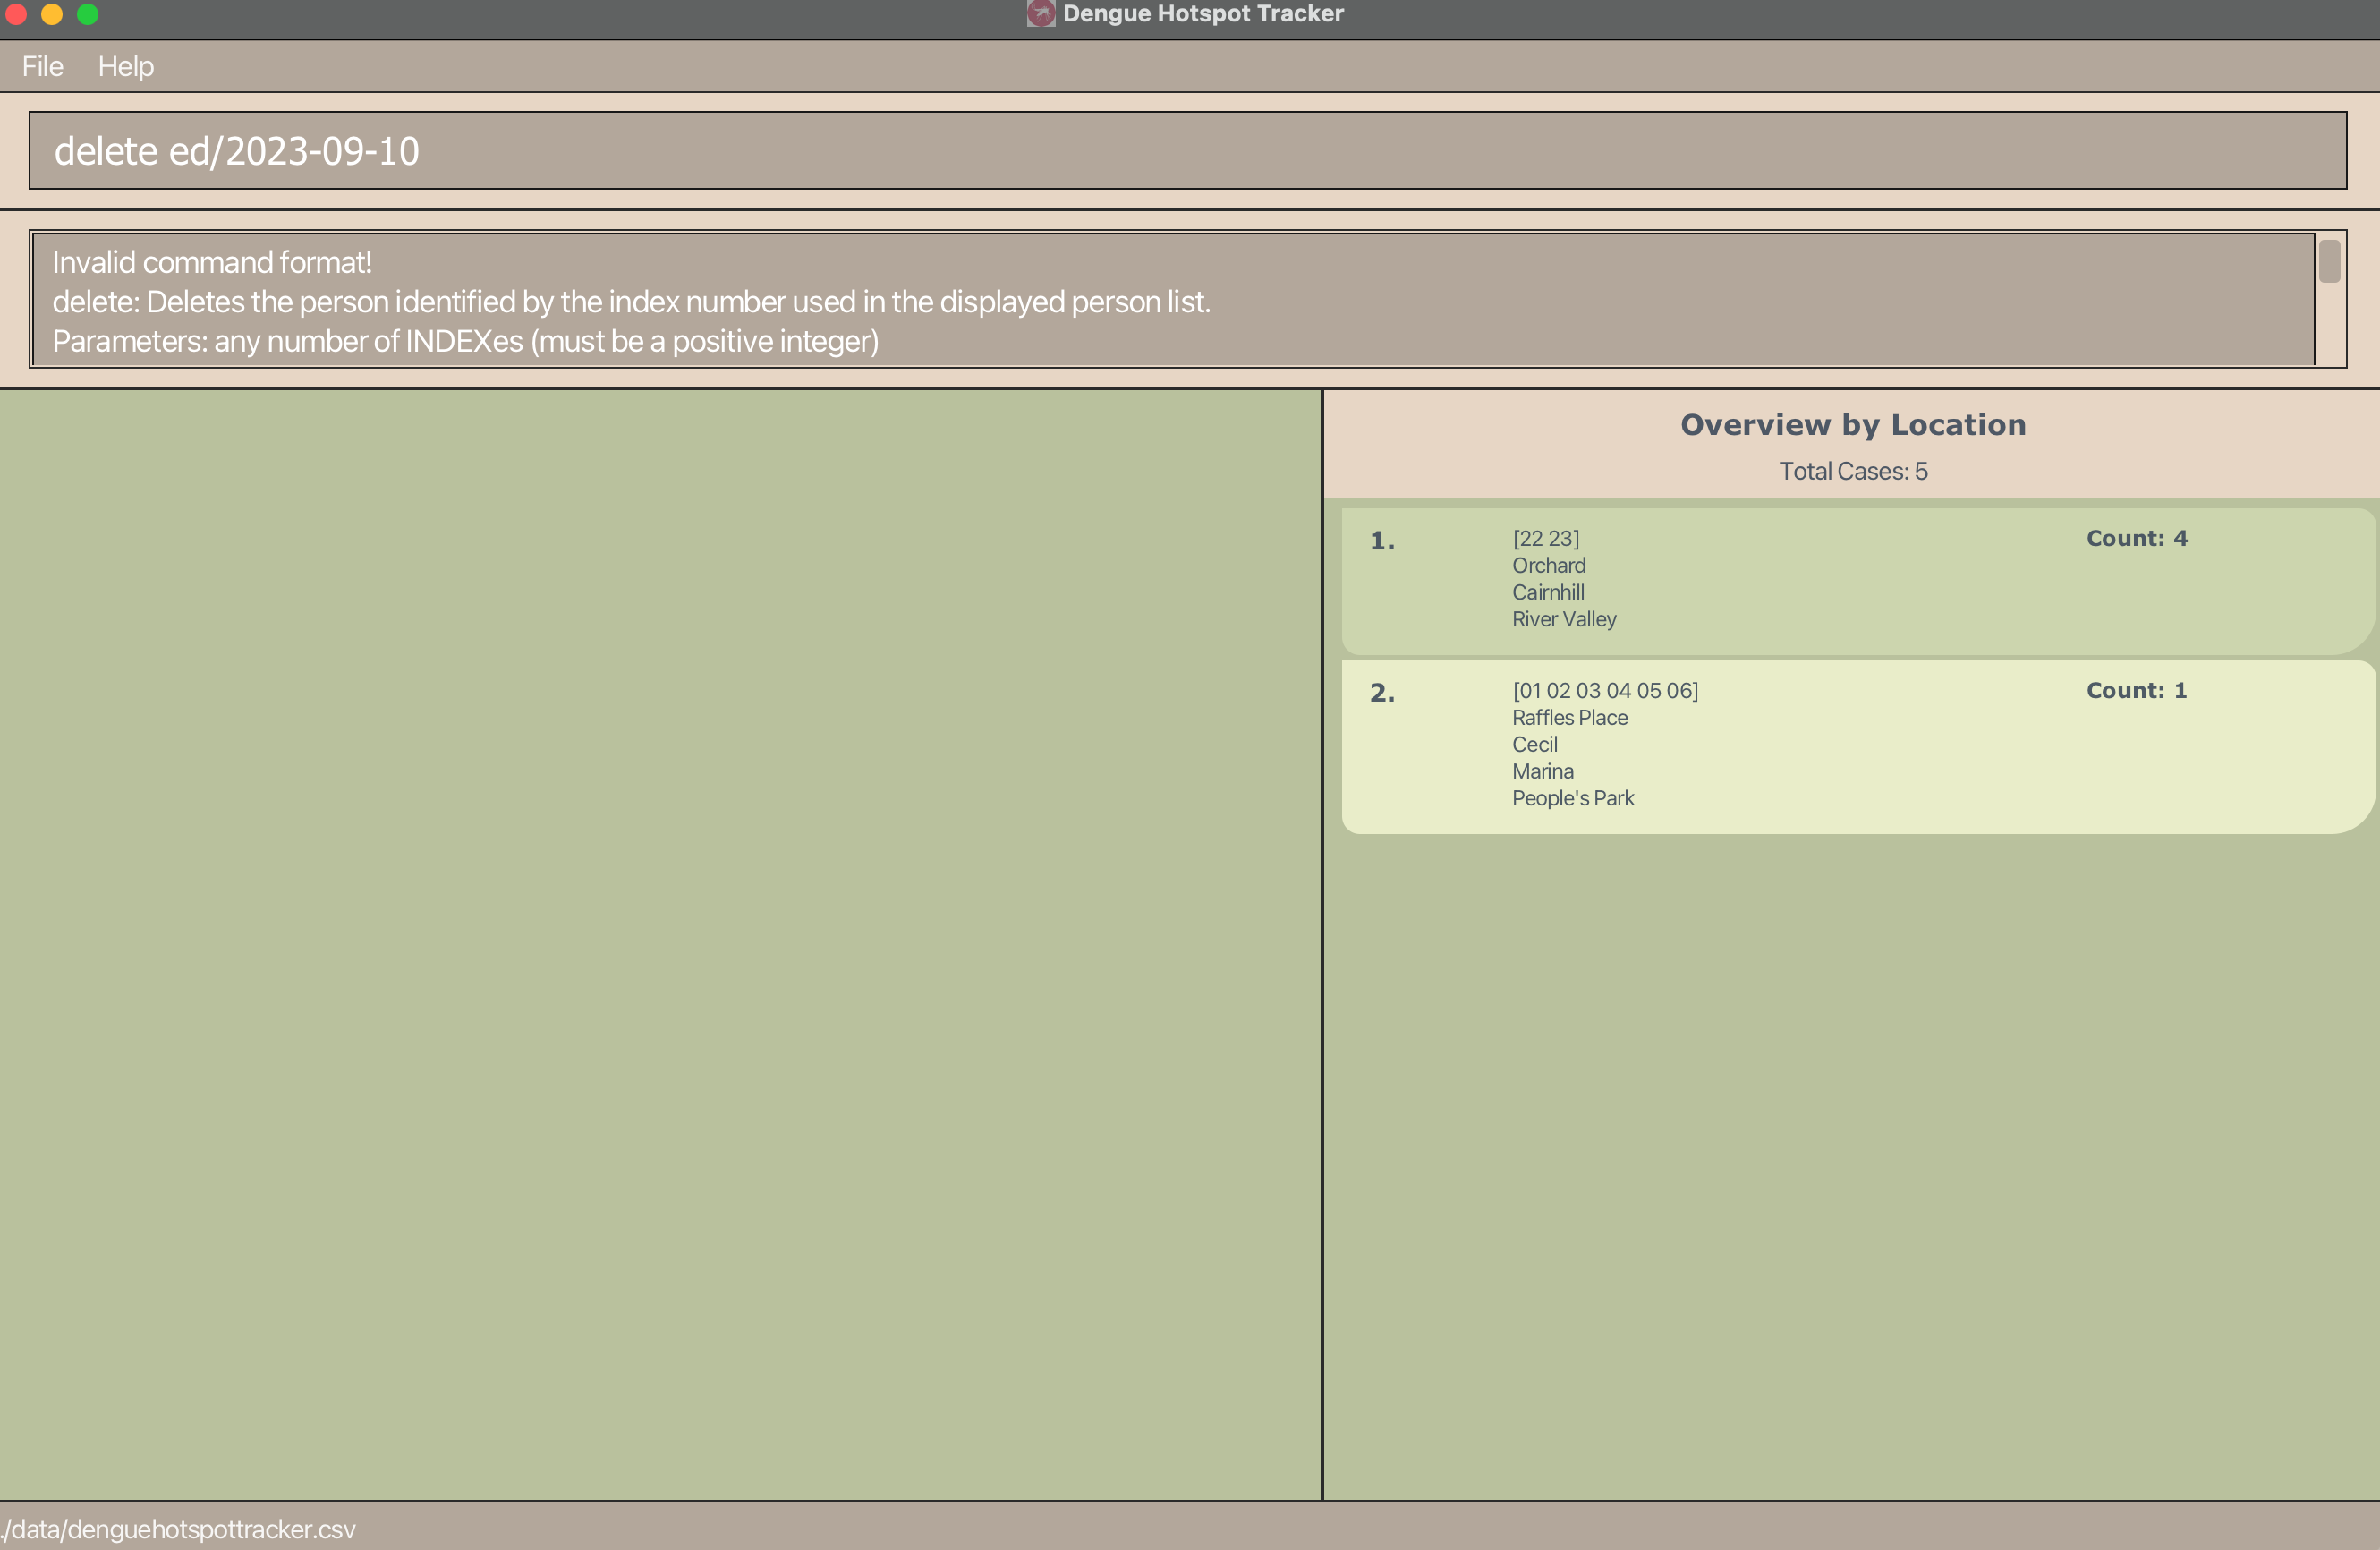 Dengue Hotspot Tracker
File Help
delete ed/2023-09-10
Invalid command format!
delete: Deletes the person identified by the index number used in the displayed person list.
Parameters: any number of INDEXes (must be a positive integer)
Overview by Location
Total Cases: 5
1. [22 23] Count: 4
Orchard
Cairnhill
River Valley
2. [01 02 03 04 05 06] Count: 1
Raffles Place
Cecil
Marina
People's Park
./data/denguehotspottracker.csv